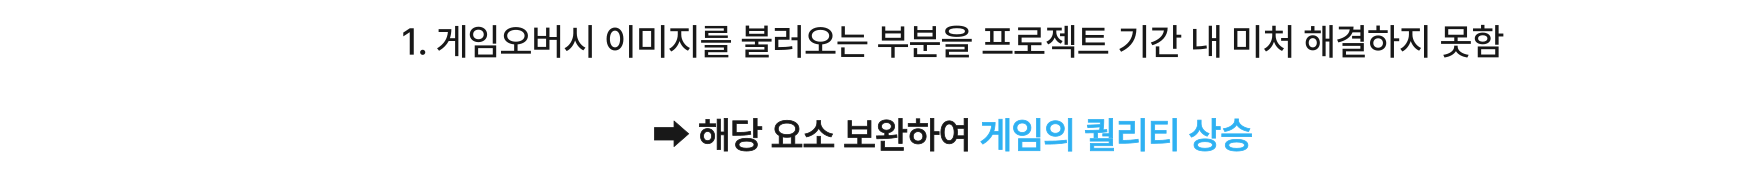 1. 게임오버시 이미지를 불러오는 부분을 프로젝트 기간 내 미처 해결하지 못함
➡ 해당 요소 보완하여 게임의 퀄리티 상승